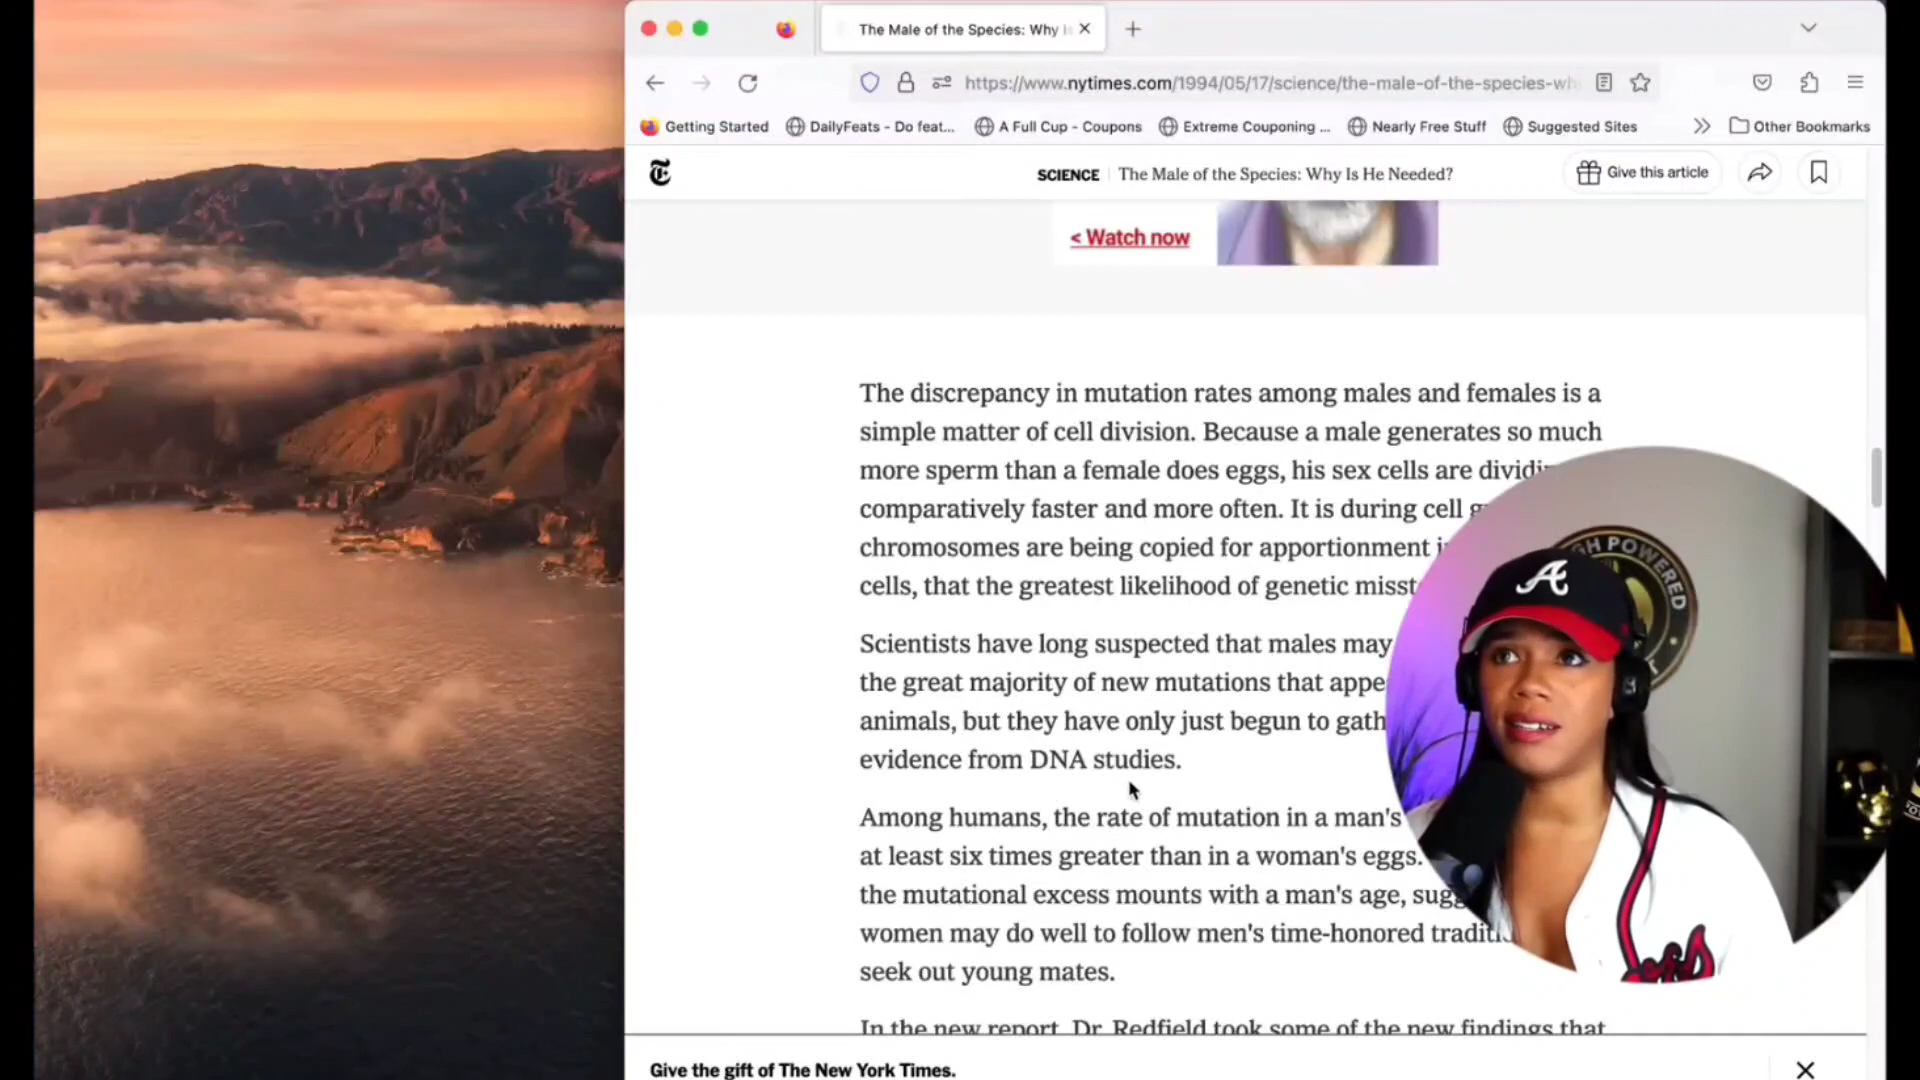 The Male of the Species: Why
https://www.nytimes.com/1994/05/17/science/the-male-of-the-species-wh
Getting Started
DailyFeats - Do feat...
A Full Cup - Coupons
Extreme Couponing ...
Nearly Free Stuff
Suggested Sites
Other Bookmarks
SCIENCE
The Male of the Species: Why Is He Needed?
Give this article
< Watch now
The discrepancy in mutation rates among males and females is a
simple matter of cell division. Because a male generates so much
more sperm than a female does eggs, his sex cells are
comparatively faster and more often. It is during cell
chromosomes are being copied for apportionment
cells, that the greatest likelihood of genetic
Scientists have long suspected that males may
the great majority of new mutations that
animals, but they have only just begun to
evidence from DNA studies.
Among humans, the rate of mutation in a man's
at least six times greater than in a woman's eggs.
the mutational excess mounts with a man's age,
women may do well to follow men's time-honored
seek out young mates.
In the new report, Dr. Redfield took some of the new findings that
GH POWERED
A
Give the gift of The New York Times.